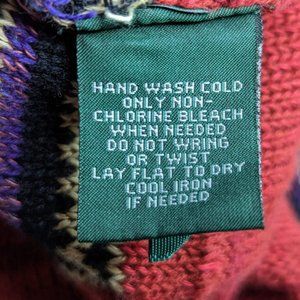 HAND WASH COLD
ONLY NON-
CHLORINE BLEACH
WHEN NEEDED
DO NOT WRING
OR TWIST
LAY FLAT TO DRY
COOL IRON
IF NEEDED